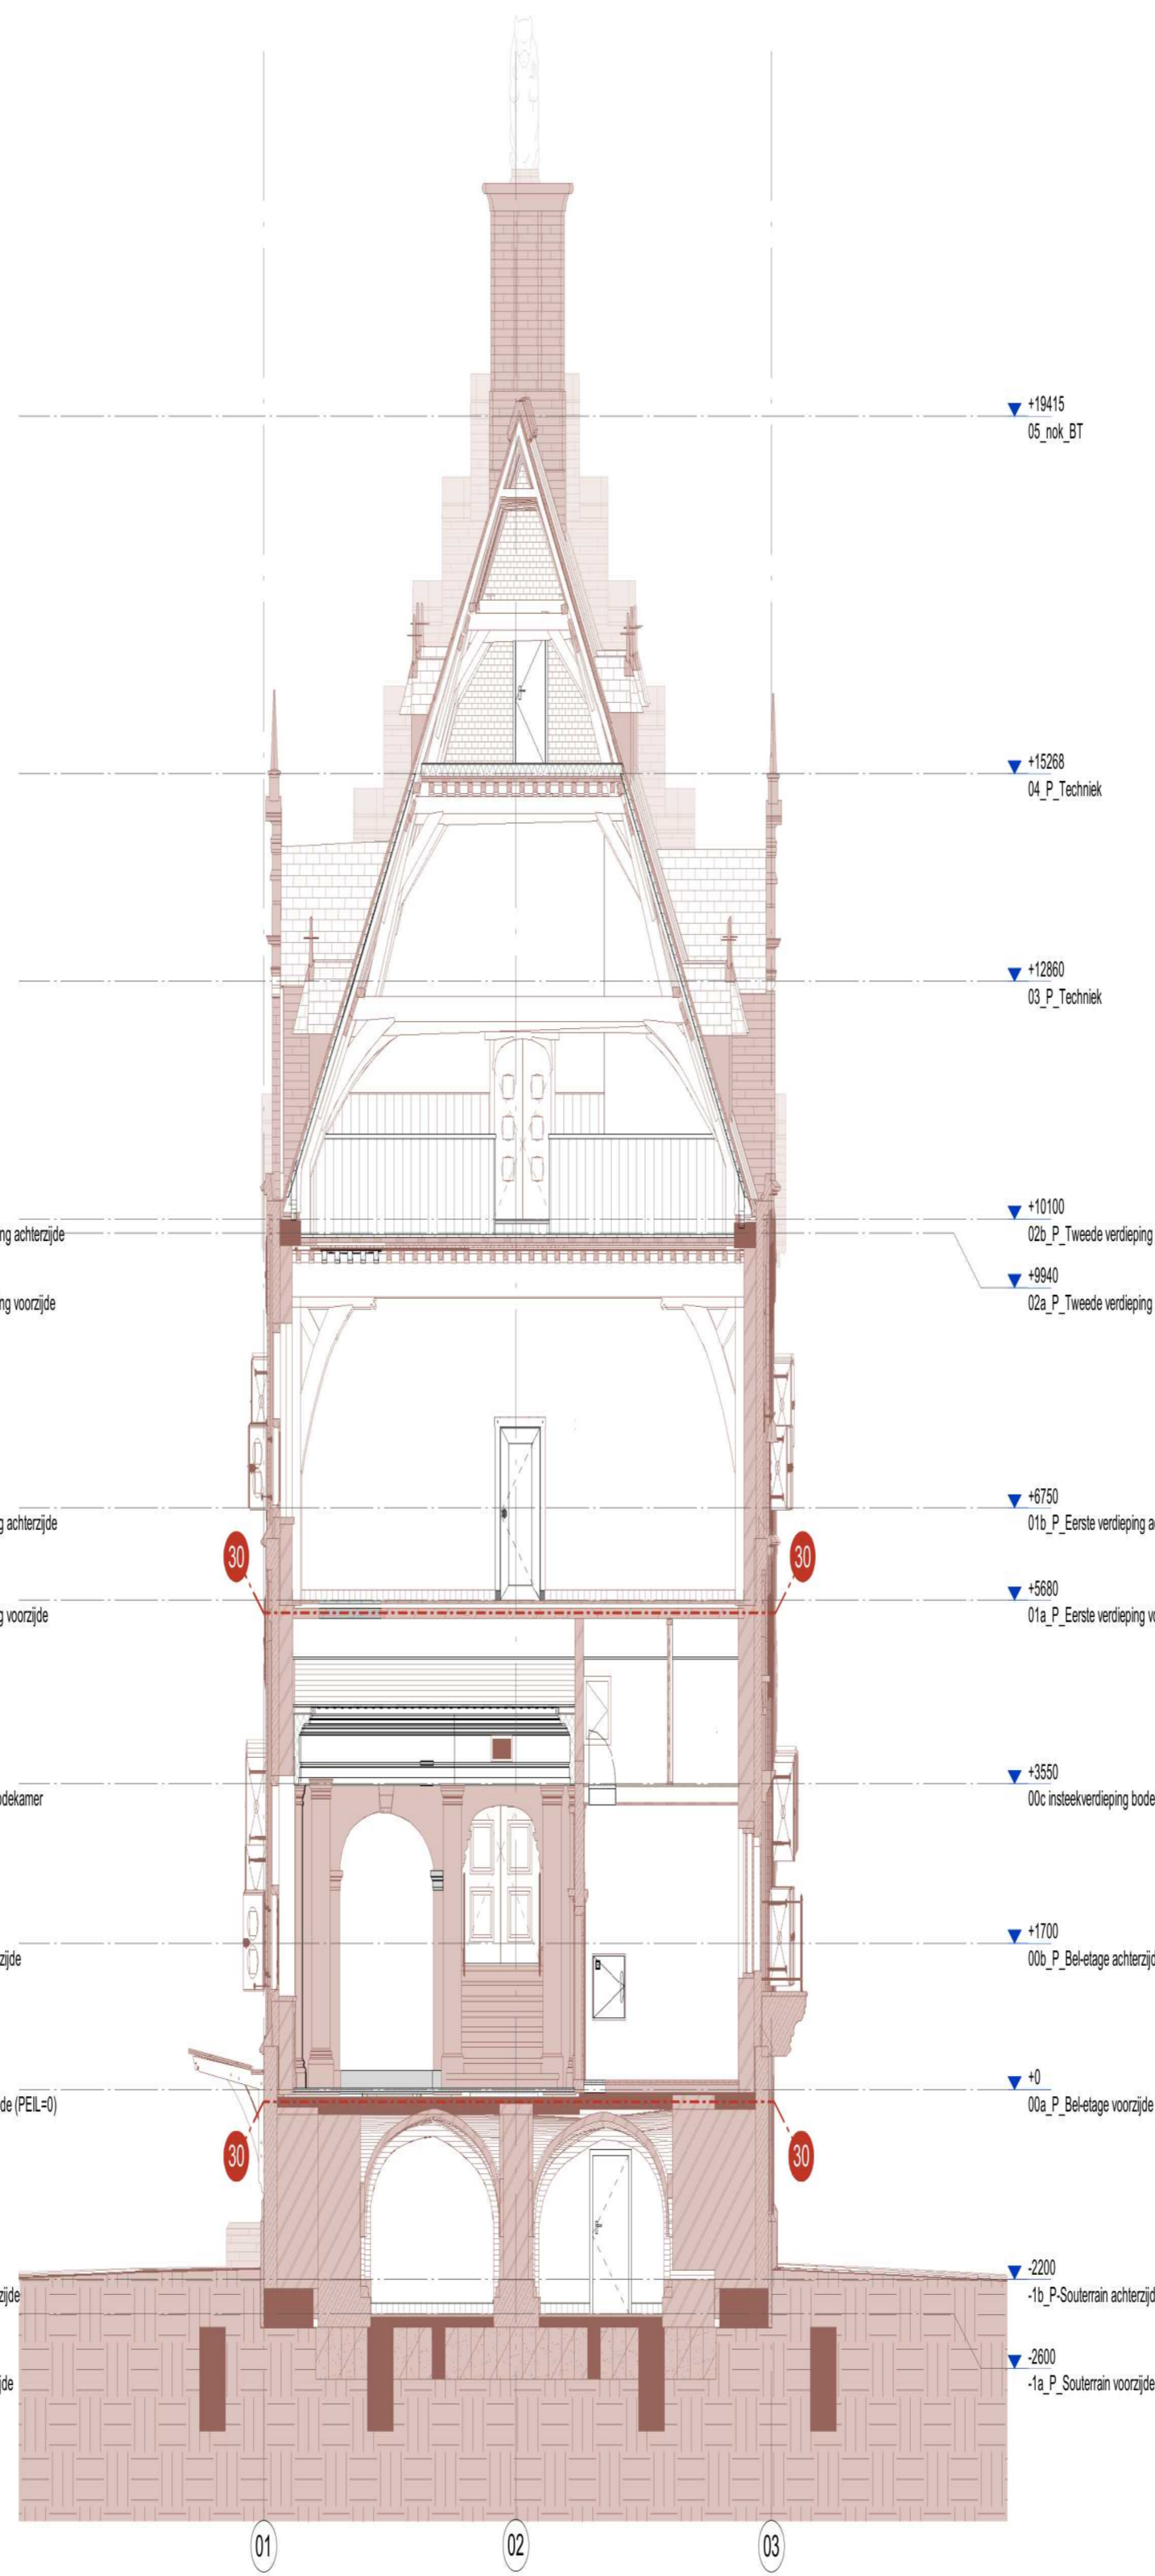 +19415
05_nok_BT
+15268
04_P_Techniek
+12860
03_P_Techniek
+10100
ng achterzijde
02b_P_Tweede verdieping
+9940
ng voorzijde
02a_P_Tweede verdieping
+6750
g achterzijde
01b_P_Eerste verdieping a
30
30
+5680
g voorzijde
01a_P_Eerste verdieping vo
+3550
odekamer
00c insteekverdieping bode
+1700
zijde
00b_P_Bel-etage achterzijd
+0
de (PEIL=0)
00a_P_Bel-etage voorzijde
30
30
-2200
zijde
-1b_P-Souterrain achterzijd
-2600
jde
-1a_P_Souterrain voorzijde
01
02
03